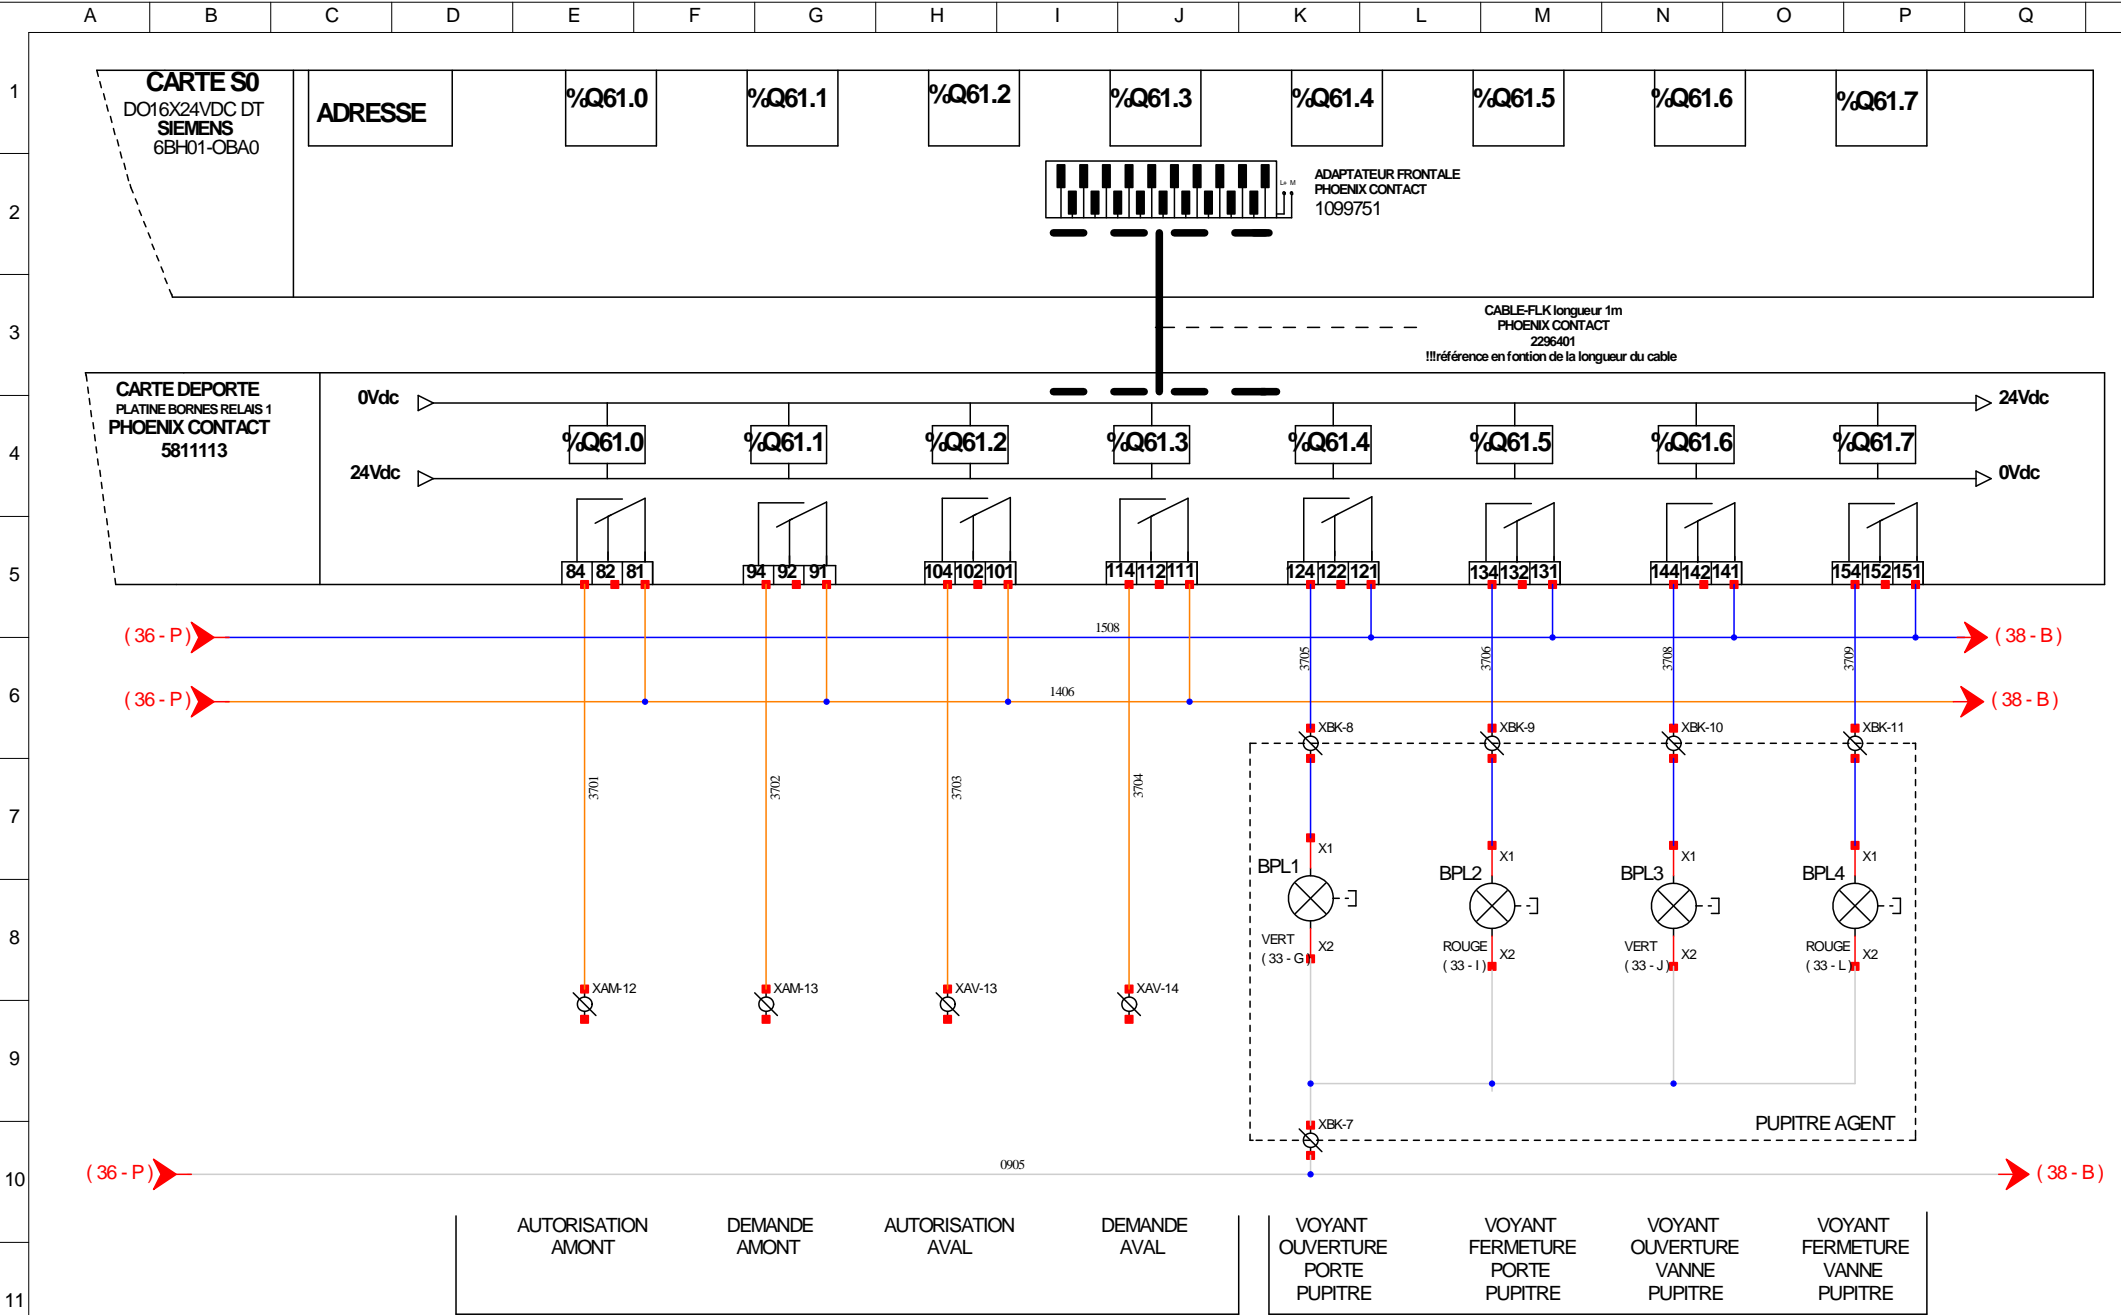 A B C D E F G H I J K L M N O P Q
1
CARTE S0
DO16X24VDC DT
SIEMENS
6BH01-OBA0
ADRESSE
%Q61.0 %Q61.1 %Q61.2 %Q61.3 %Q61.4 %Q61.5 %Q61.6 %Q61.7
2
L+ M
ADAPTATEUR FRONTALE
PHOENIX CONTACT
1099751
3
CABLE-FLK longueur 1m
PHOENIX CONTACT
2296401
!!!référence en fontion de la longueur du cable
CARTE DEPORTE
PLATINE BORNES RELAIS 1
PHOENIX CONTACT
5811113
0Vdc 24Vdc
4
%Q61.0 %Q61.1 %Q61.2 %Q61.3 %Q61.4 %Q61.5 %Q61.6 %Q61.7
24Vdc 0Vdc
5
84 82 81 94 92 91 104 102 101 114 112 111 124 122 121 134 132 131 144 142 141 154 152 151
( 36 - P ) 1508 ( 38 - B )
3705 3706 3708 3709
6
( 36 - P ) 1406 ( 38 - B )
XBK-8 XBK-9 XBK-10 XBK-11
3701 3702 3703 3704
7
X1 X1 X1 X1
BPL1 BPL2 BPL3 BPL4
8
VERT ROUGE VERT ROUGE
X2 X2 X2 X2
( 33 - G ) ( 33 - I ) ( 33 - J ) ( 33 - L )
XAM-12 XAM-13 XAV-13 XAV-14
9
XBK-7
PUPITRE AGENT
10
( 36 - P ) 0905 ( 38 - B )
AUTORISATION
AMONT
DEMANDE
AMONT
AUTORISATION
AVAL
DEMANDE
AVAL
VOYANT
OUVERTURE
PORTE
PUPITRE
VOYANT
FERMETURE
PORTE
PUPITRE
VOYANT
OUVERTURE
VANNE
PUPITRE
VOYANT
FERMETURE
VANNE
PUPITRE
11